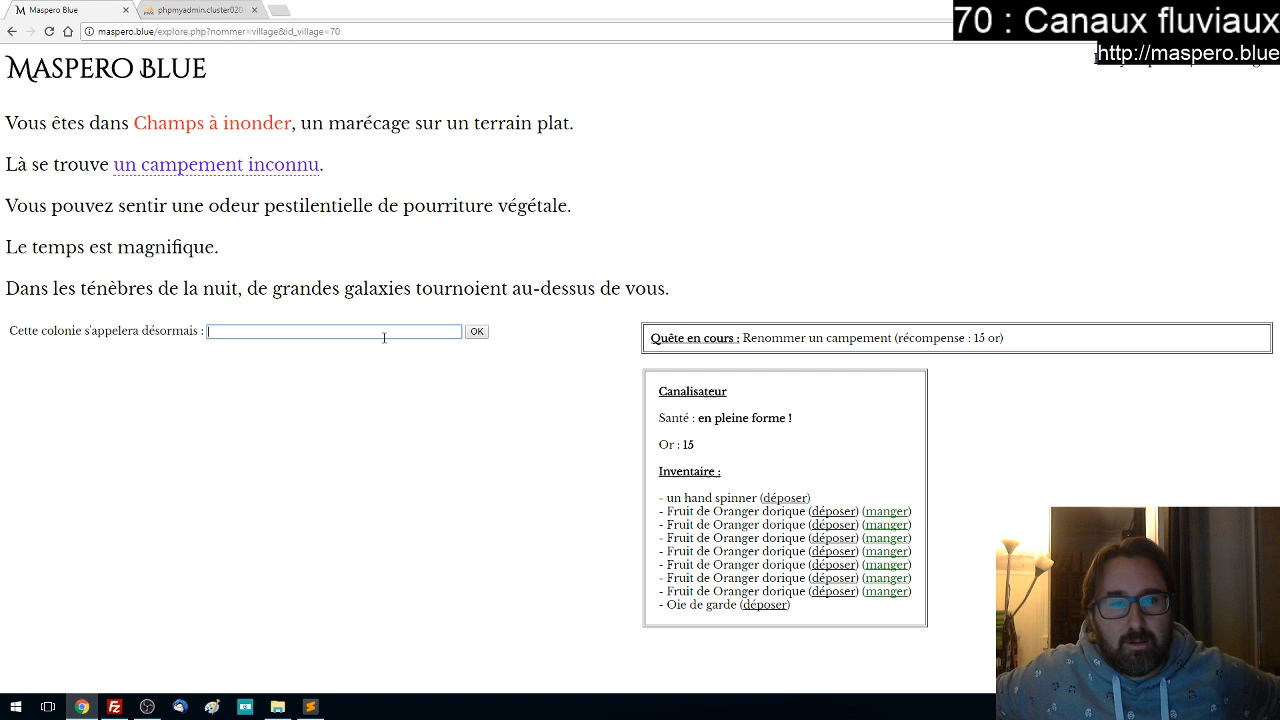 Maspero Blue
phpmyadmin.cluster020
maspero.blue/explore.php?nommer=village&id_village=70
70 : Canaux fluviaux
http://maspero.blue
Maspero Blue
Vous êtes dans Champs à inonder, un marécage sur un terrain plat.
Là se trouve un campement inconnu.
Vous pouvez sentir une odeur pestilentielle de pourriture végétale.
Le temps est magnifique.
Dans les ténèbres de la nuit, de grandes galaxies tournoient au-dessus de vous.
Cette colonie s'appelera désormais : OK
Quête en cours : Renommer un campement (récompense : 15 or)
Canalisateur
Santé : en pleine forme !
Or : 15
Inventaire :
- un hand spinner (déposer)
- Fruit de Oranger dorique (déposer) (manger)
- Fruit de Oranger dorique (déposer) (manger)
- Fruit de Oranger dorique (déposer) (manger)
- Fruit de Oranger dorique (déposer) (manger)
- Fruit de Oranger dorique (déposer) (manger)
- Fruit de Oranger dorique (déposer) (manger)
- Fruit de Oranger dorique (déposer) (manger)
- Oie de garde (déposer)